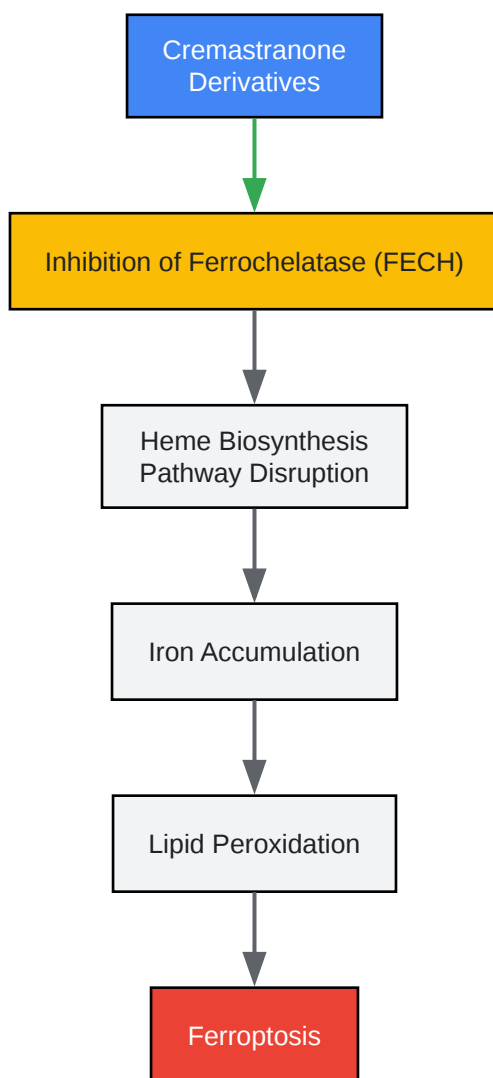 Cremastranone
Derivatives
Inhibition of Ferrochelatase (FECH)
Heme Biosynthesis
Pathway Disruption
Iron Accumulation
Lipid Peroxidation
Ferroptosis